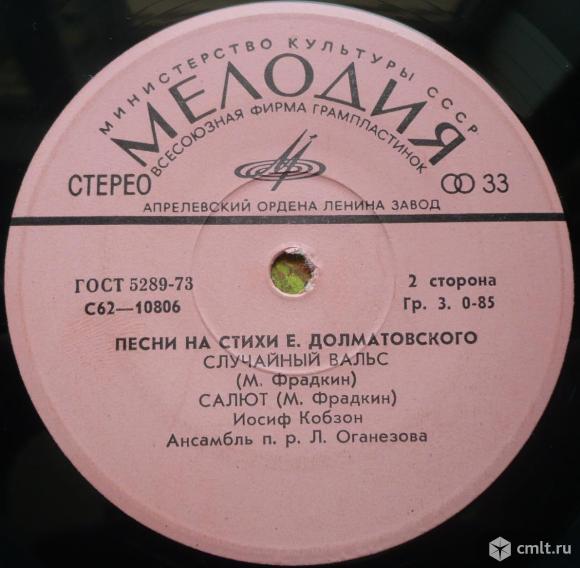 МИНИСТЕРСТВО КУЛЬТУРЫ СССР
МЕЛОДИЯ
ВСЕСОЮЗНАЯ ФИРМА ГРАМПЛАСТИНОК
СТЕРЕО
33
АПРЕЛЕВСКИЙ ОРДЕНА ЛЕНИНА ЗАВОД
ГОСТ 5289-73
2 сторона
С62—10806
Гр. 3. 0-85
ПЕСНИ НА СТИХИ Е. ДОЛМАТОВСКОГО
СЛУЧАЙНЫЙ ВАЛЬС
(М. Фрадкин)
САЛЮТ (М. Фрадкин)
Иосиф Кобзон
Ансамбль п. р. Л. Оганезова
cmlt.ru